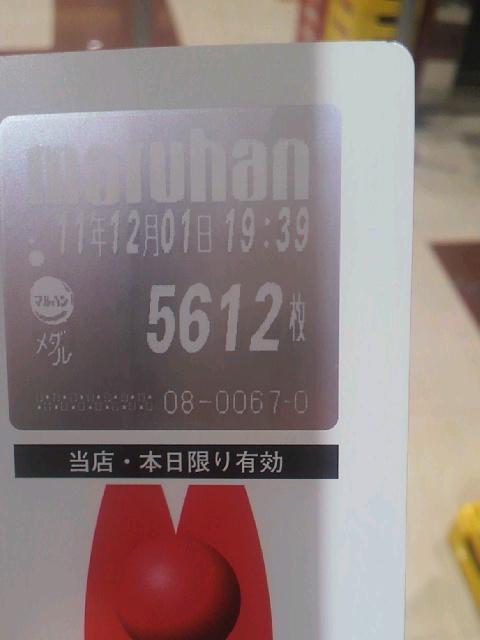 maruhan
11年12月01日 19:39
マルハン
5612枚
メダル
08-0067-0
当店・本日限り有効